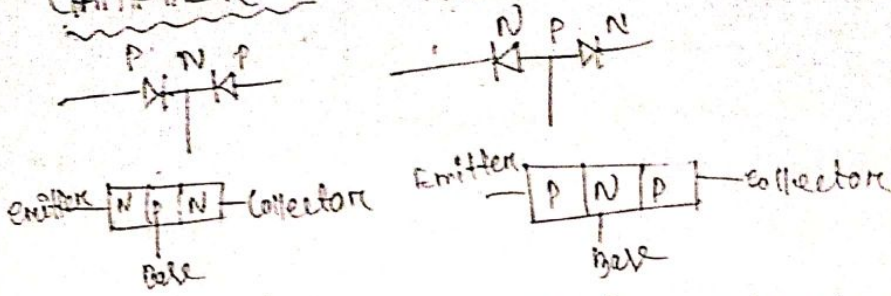 P N P
N P N
Emitter N P N Collector
Base
Emitter P N P Collector
Base